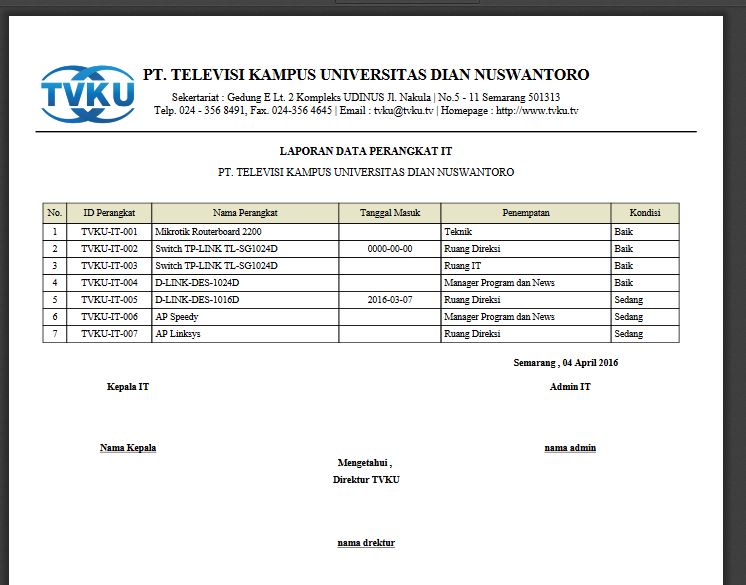 TVKU
PT. TELEVISI KAMPUS UNIVERSITAS DIAN NUSWANTORO
Sekertariat : Gedung E Lt. 2 Kompleks UDINUS Jl. Nakula | No.5 - 11 Semarang 501313
Telp. 024 - 356 8491, Fax. 024-356 4645 | Email : tvku@tvku.tv | Homepage : http://www.tvku.tv
LAPORAN DATA PERANGKAT IT
PT. TELEVISI KAMPUS UNIVERSITAS DIAN NUSWANTORO
No. ID Perangkat Nama Perangkat Tanggal Masuk Penempatan Kondisi
1 TVKU-IT-001 Mikrotik Routerboard 2200 Teknik Baik
2 TVKU-IT-002 Switch TP-LINK TL-SG1024D 0000-00-00 Ruang Direksi Baik
3 TVKU-IT-003 Switch TP-LINK TL-SG1024D Ruang IT Baik
4 TVKU-IT-004 D-LINK-DES-1024D Manager Program dan News Baik
5 TVKU-IT-005 D-LINK-DES-1016D 2016-03-07 Ruang Direksi Sedang
6 TVKU-IT-006 AP Speedy Manager Program dan News Sedang
7 TVKU-IT-007 AP Linksys Ruang Direksi Sedang
Semarang , 04 April 2016
Kepala IT Admin IT
Nama Kepala nama admin
Mengetahui ,
Direktur TVKU
nama drektur